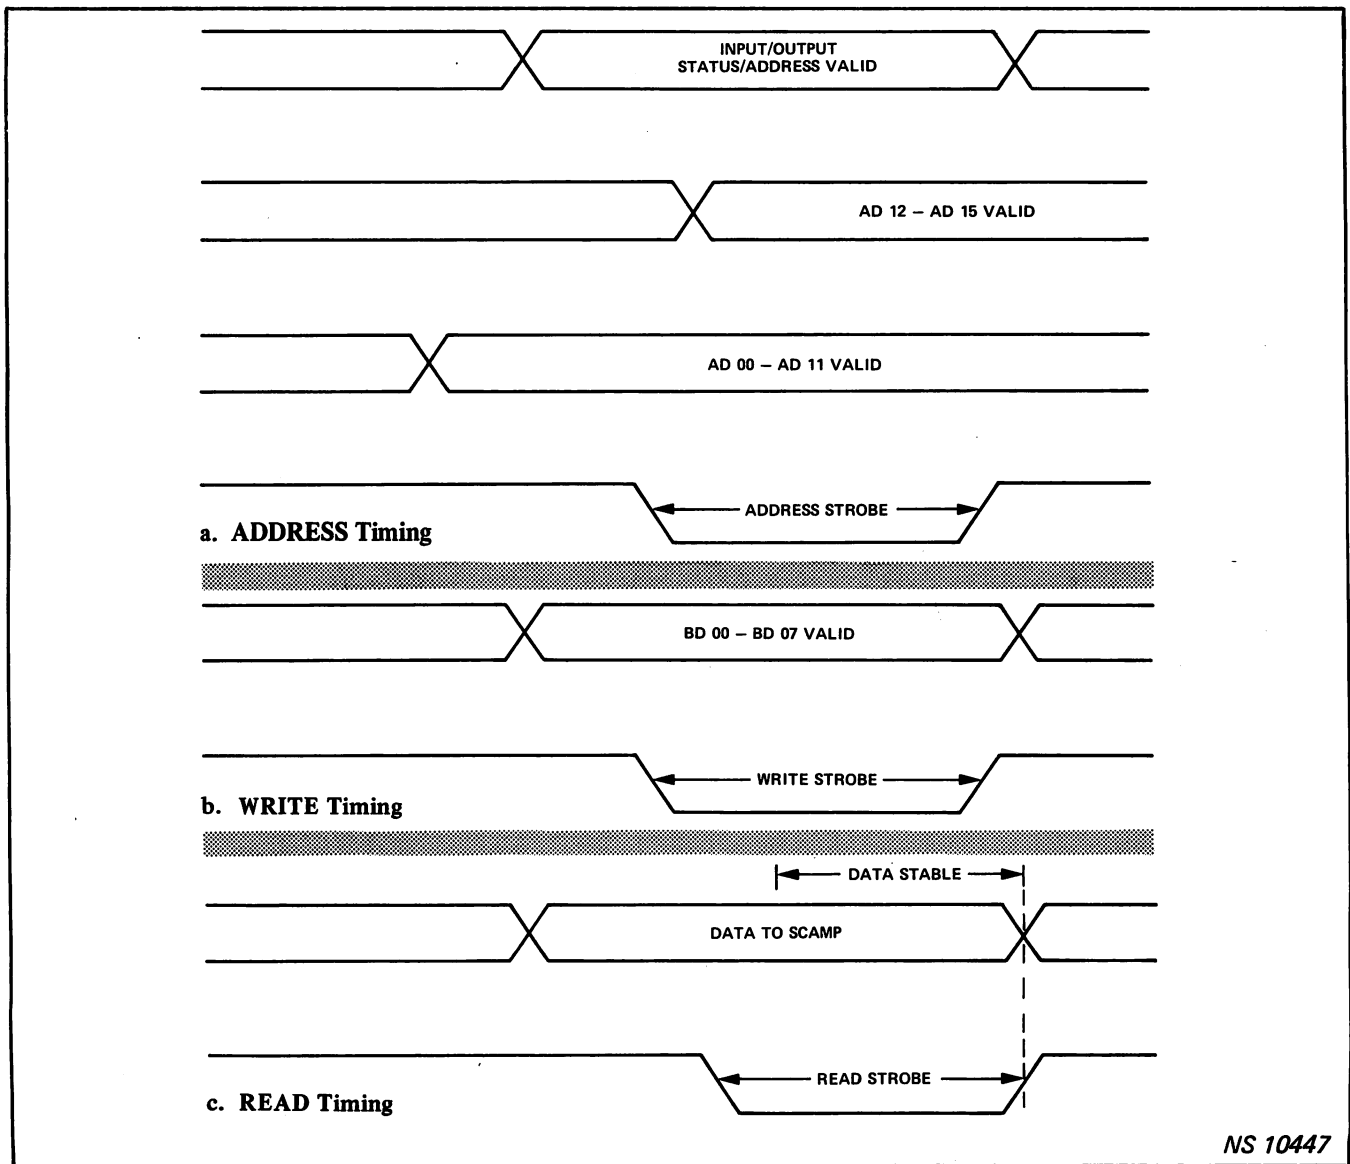 INPUT/OUTPUT
STATUS/ADDRESS VALID
AD 12 – AD 15 VALID
AD 00 – AD 11 VALID
ADDRESS STROBE
a. ADDRESS Timing
BD 00 – BD 07 VALID
WRITE STROBE
b. WRITE Timing
DATA STABLE
DATA TO SCAMP
READ STROBE
c. READ Timing
NS 10447